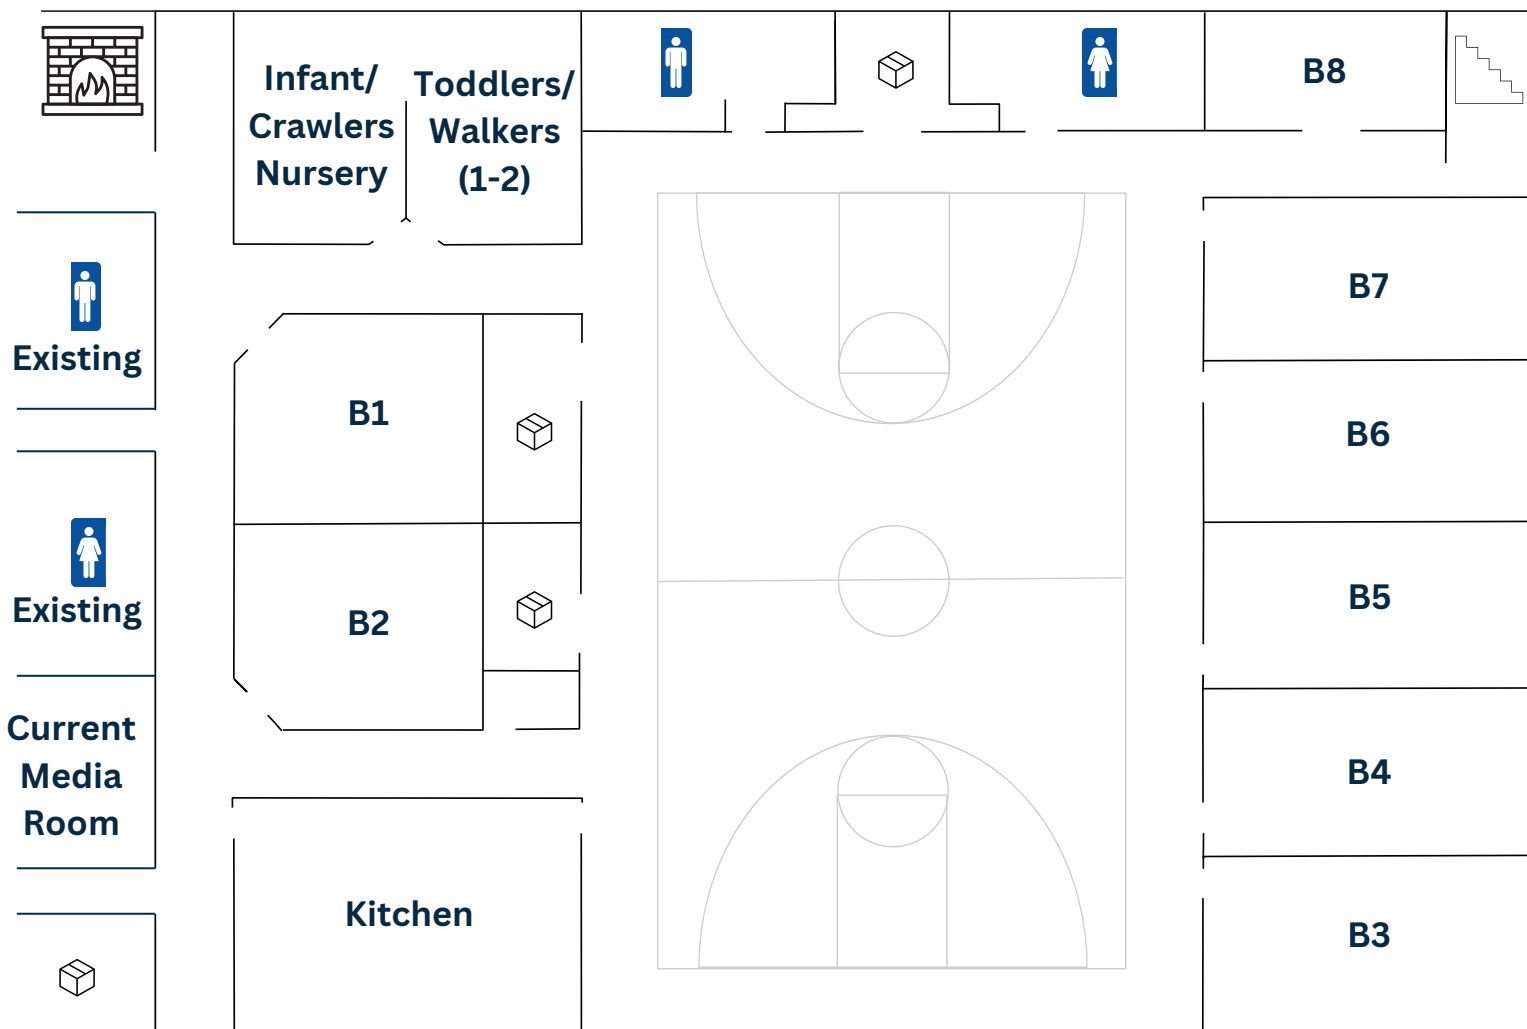 Infant/
Crawlers
Nursery
Toddlers/
Walkers
(1-2)
B8
Existing
B1
B7
B6
Existing
B2
B5
Current
Media
Room
B4
Kitchen
B3